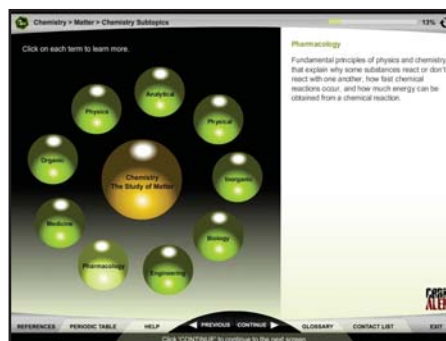 Chemistry > Matter > Chemistry Subtopics
13%
Click on each term to learn more.
Analytical
Physics
Physical
Organic
Chemistry
The Study of Matter
Inorganic
Medicine
Biology
Pharmacology
Engineering
Pharmacology
Fundamental principles of physics and chemistry
that explain why some substances react or don't
react with one another, how fast chemical
reactions occur, and how much energy can be
obtained from a chemical reaction.
REFERENCES PERIODIC TABLE HELP PREVIOUS CONTINUE GLOSSARY CONTACT LIST EXIT
Click 'CONTINUE' to continue to the next screen